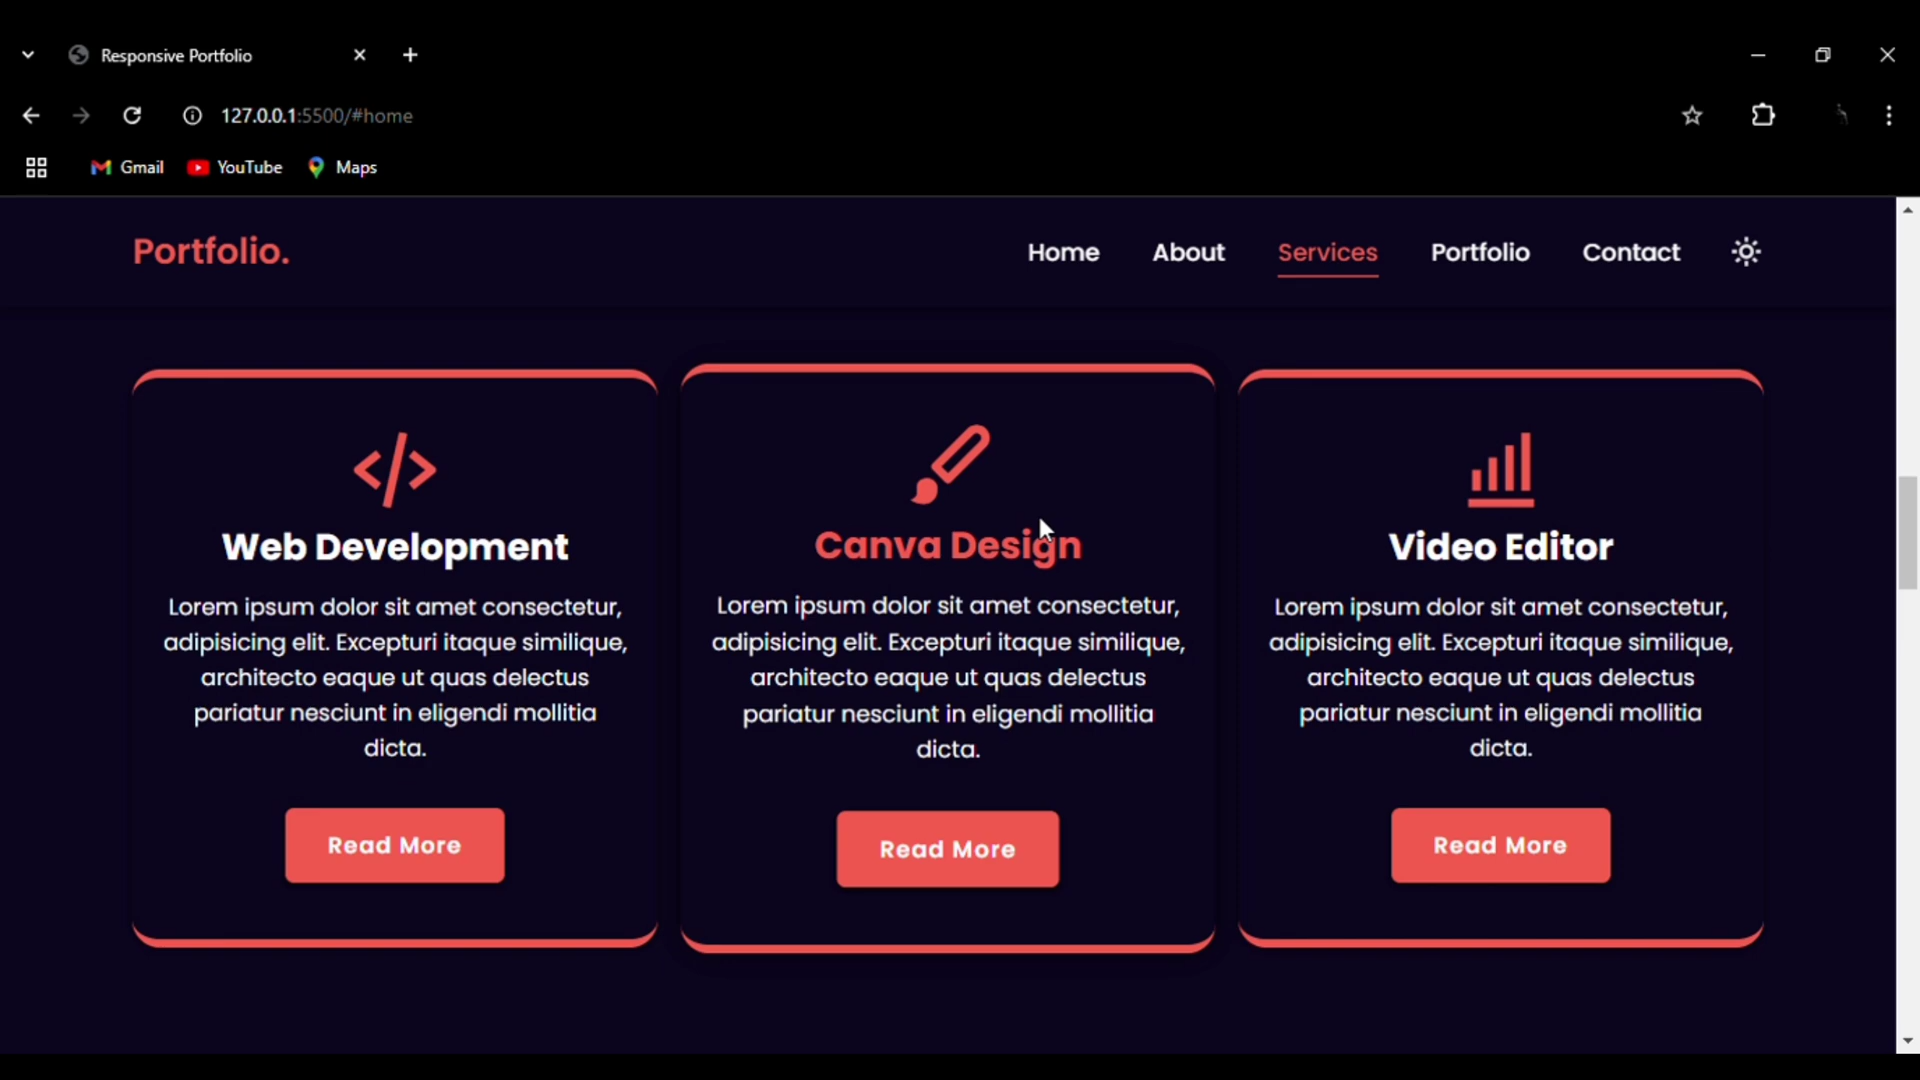 Responsive Portfolio
127.0.0.1:5500/#home
Gmail YouTube Maps
Portfolio. Home About Services Portfolio Contact
Web Development
Lorem ipsum dolor sit amet consectetur,
adipisicing elit. Excepturi itaque similique,
architecto eaque ut quas delectus
pariatur nesciunt in eligendi mollitia
dicta.
Read More
Canva Design
Lorem ipsum dolor sit amet consectetur,
adipisicing elit. Excepturi itaque similique,
architecto eaque ut quas delectus
pariatur nesciunt in eligendi mollitia
dicta.
Read More
Video Editor
Lorem ipsum dolor sit amet consectetur,
adipisicing elit. Excepturi itaque similique,
architecto eaque ut quas delectus
pariatur nesciunt in eligendi mollitia
dicta.
Read More